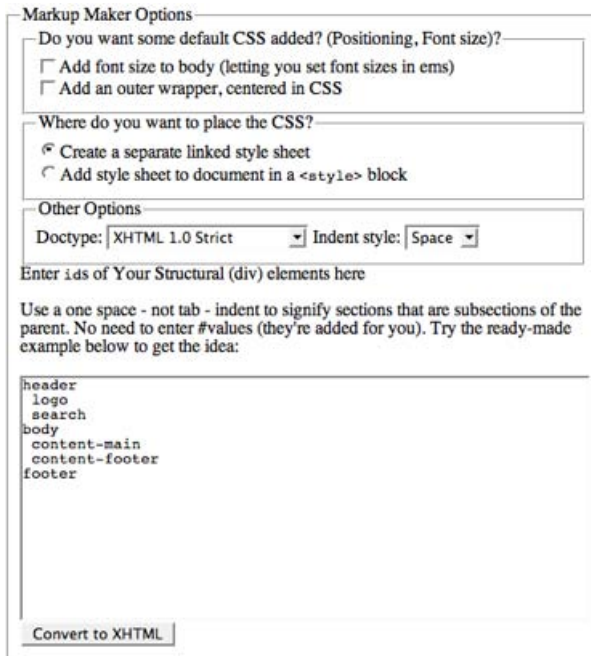 Markup Maker Options
Do you want some default CSS added? (Positioning, Font size)?
Add font size to body (letting you set font sizes in ems)
Add an outer wrapper, centered in CSS
Where do you want to place the CSS?
Create a separate linked style sheet
Add style sheet to document in a <style> block
Other Options
Doctype: XHTML 1.0 Strict Indent style: Space
Enter ids of Your Structural (div) elements here
Use a one space - not tab - indent to signify sections that are subsections of the
parent. No need to enter #values (they're added for you). Try the ready-made
example below to get the idea:
header
 logo
 search
body
 content-main
 content-footer
footer
Convert to XHTML